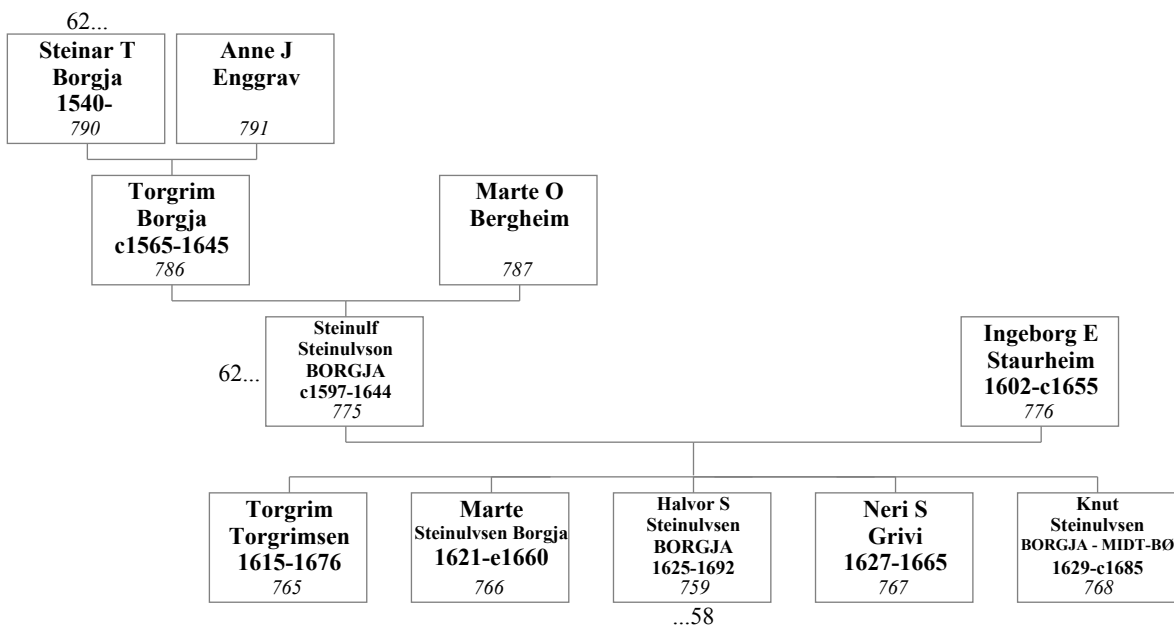 62...
Steinar T
Borgja
1540-
790
Anne J
Enggrav
791
Torgrim
Borgja
c1565-1645
786
Marte O
Bergheim
787
62...
Steinulf
Steinulvson
BORGJA
c1597-1644
775
Ingeborg E
Staurheim
1602-c1655
776
Torgrim
Torgrimsen
1615-1676
765
Marte
Steinulvsen Borgja
1621-e1660
766
Halvor S
Steinulvsen
BORGJA
1625-1692
759
...58
Neri S
Grivi
1627-1665
767
Knut
Steinulvsen
BORGJA - MIDT-BØ
1629-c1685
768